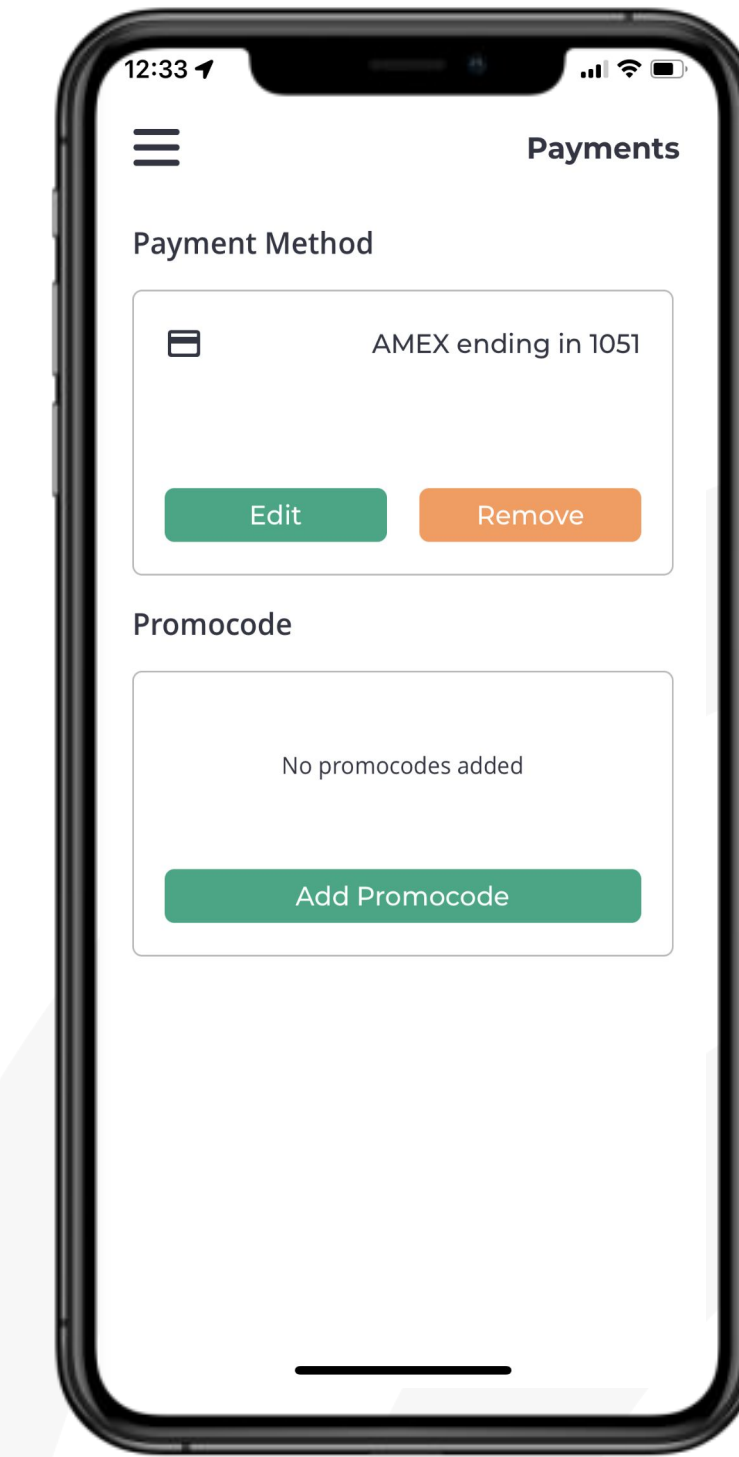 12:33
Payments
Payment Method
AMEX ending in 1051
Edit Remove
Promocode
No promocodes added
Add Promocode